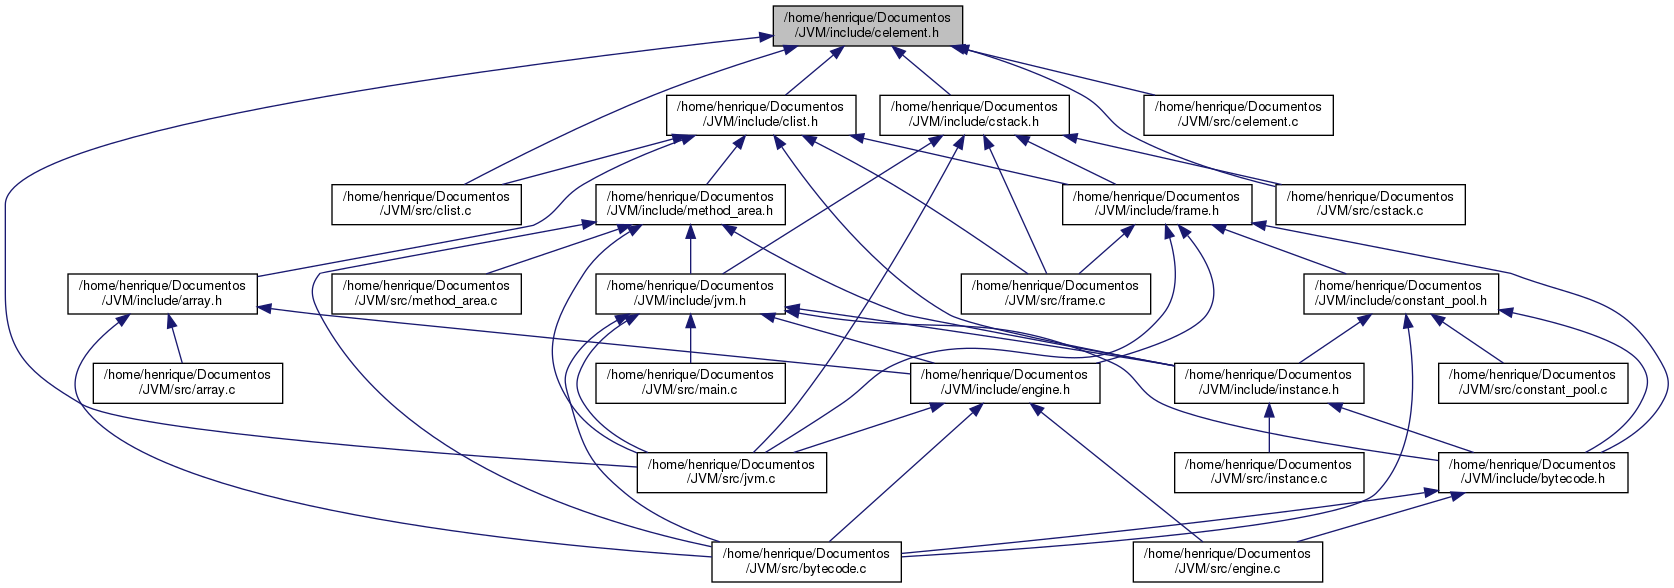 /home/henrique/Documentos
/JVM/include/celement.h
/home/henrique/Documentos
/JVM/include/clist.h
/home/henrique/Documentos
/JVM/include/cstack.h
/home/henrique/Documentos
/JVM/src/celement.c
/home/henrique/Documentos
/JVM/src/clist.c
/home/henrique/Documentos
/JVM/include/method_area.h
/home/henrique/Documentos
/JVM/include/frame.h
/home/henrique/Documentos
/JVM/src/cstack.c
/home/henrique/Documentos
/JVM/include/array.h
/home/henrique/Documentos
/JVM/src/method_area.c
/home/henrique/Documentos
/JVM/include/jvm.h
/home/henrique/Documentos
/JVM/src/frame.c
/home/henrique/Documentos
/JVM/include/constant_pool.h
/home/henrique/Documentos
/JVM/src/array.c
/home/henrique/Documentos
/JVM/src/main.c
/home/henrique/Documentos
/JVM/include/engine.h
/home/henrique/Documentos
/JVM/include/instance.h
/home/henrique/Documentos
/JVM/src/constant_pool.c
/home/henrique/Documentos
/JVM/src/jvm.c
/home/henrique/Documentos
/JVM/src/instance.c
/home/henrique/Documentos
/JVM/include/bytecode.h
/home/henrique/Documentos
/JVM/src/bytecode.c
/home/henrique/Documentos
/JVM/src/engine.c